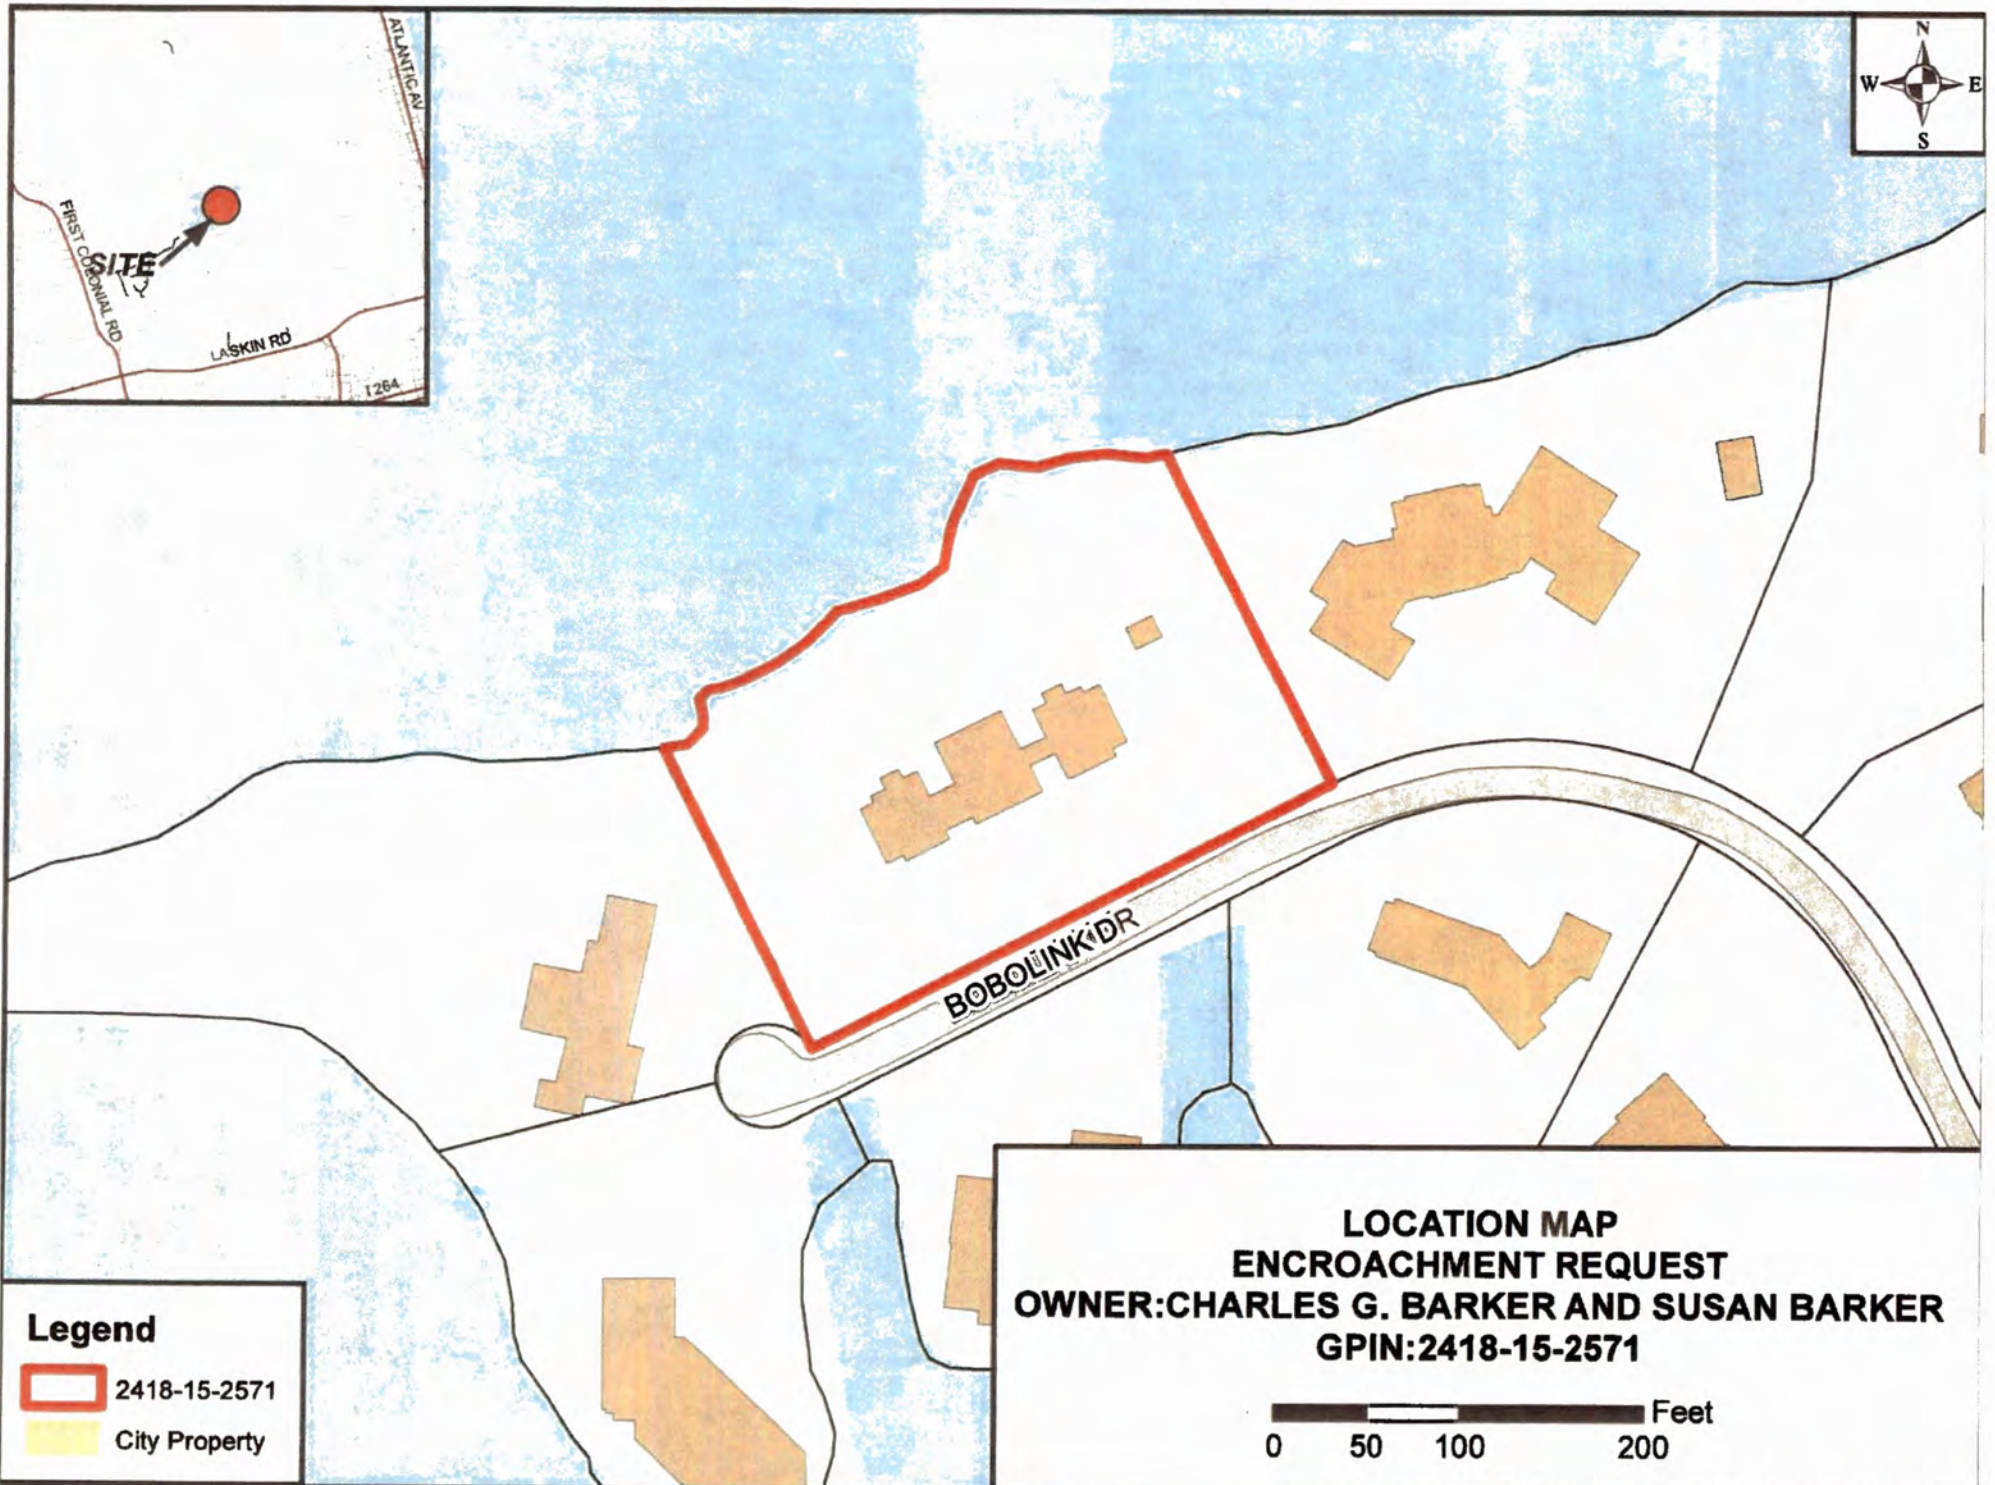 ATLANTIC AV
FIRST COLONIAL RD
SITE
LASKIN RD
I 264
N
W E
S
BOBOLINK DR
LOCATION MAP
ENCROACHMENT REQUEST
OWNER:CHARLES G. BARKER AND SUSAN BARKER
GPIN:2418-15-2571
Feet
0 50 100 200
Legend
2418-15-2571
City Property